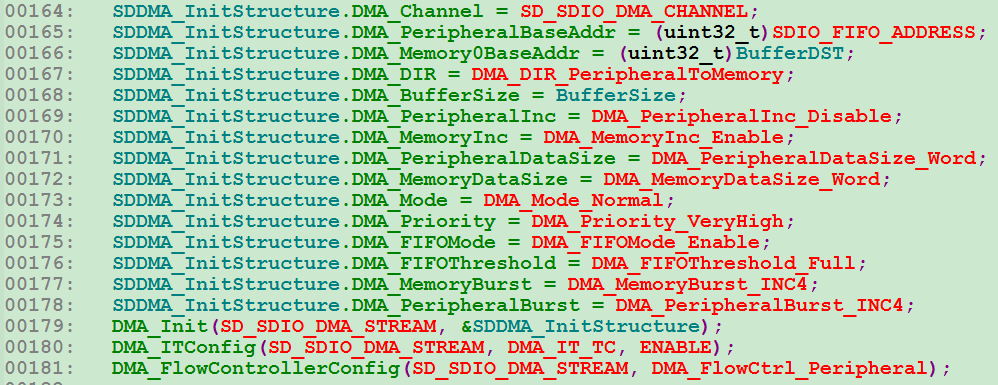 00164: SDDMA_InitStructure.DMA_Channel = SD_SDIO_DMA_CHANNEL;
00165: SDDMA_InitStructure.DMA_PeripheralBaseAddr = (uint32_t)SDIO_FIFO_ADDRESS;
00166: SDDMA_InitStructure.DMA_Memory0BaseAddr = (uint32_t)BufferDST;
00167: SDDMA_InitStructure.DMA_DIR = DMA_DIR_PeripheralToMemory;
00168: SDDMA_InitStructure.DMA_BufferSize = BufferSize;
00169: SDDMA_InitStructure.DMA_PeripheralInc = DMA_PeripheralInc_Disable;
00170: SDDMA_InitStructure.DMA_MemoryInc = DMA_MemoryInc_Enable;
00171: SDDMA_InitStructure.DMA_PeripheralDataSize = DMA_PeripheralDataSize_Word;
00172: SDDMA_InitStructure.DMA_MemoryDataSize = DMA_MemoryDataSize_Word;
00173: SDDMA_InitStructure.DMA_Mode = DMA_Mode_Normal;
00174: SDDMA_InitStructure.DMA_Priority = DMA_Priority_VeryHigh;
00175: SDDMA_InitStructure.DMA_FIFOMode = DMA_FIFOMode_Enable;
00176: SDDMA_InitStructure.DMA_FIFOThreshold = DMA_FIFOThreshold_Full;
00177: SDDMA_InitStructure.DMA_MemoryBurst = DMA_MemoryBurst_INC4;
00178: SDDMA_InitStructure.DMA_PeripheralBurst = DMA_PeripheralBurst_INC4;
00179: DMA_Init(SD_SDIO_DMA_STREAM, &SDDMA_InitStructure);
00180: DMA_ITConfig(SD_SDIO_DMA_STREAM, DMA_IT_TC, ENABLE);
00181: DMA_FlowControllerConfig(SD_SDIO_DMA_STREAM, DMA_FlowCtrl_Peripheral);